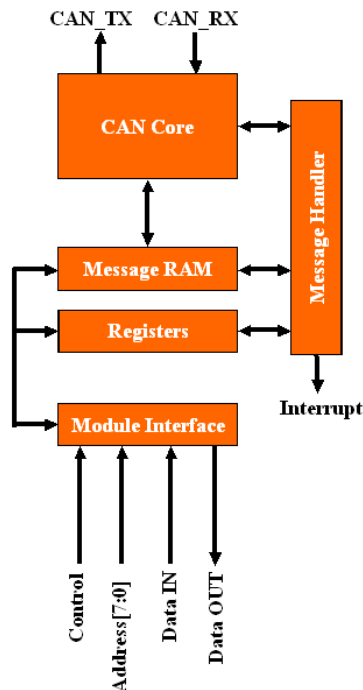 CAN_TX CAN_RX
CAN Core
Message Handler
Message RAM
Registers
Interrupt
Module Interface
Control
Address[7:0]
Data IN
Data OUT